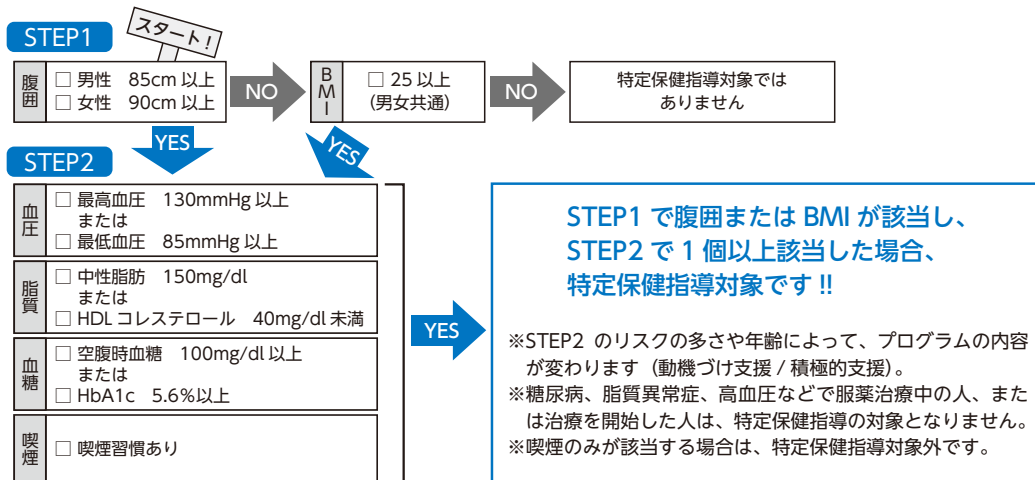 スタート！
STEP1
腹囲
□ 男性　85cm 以上
□ 女性　90cm 以上
NO
BMI
□ 25 以上
（男女共通）
NO
特定保健指導対象では
ありません
YES
YES
STEP2
血圧
□ 最高血圧　130mmHg 以上
または
□ 最低血圧　85mmHg 以上
脂質
□ 中性脂肪　150mg/dl
または
□ HDL コレステロール　40mg/dl 未満
血糖
□ 空腹時血糖　100mg/dl 以上
または
□ HbA1c　5.6%以上
喫煙
□ 喫煙習慣あり
YES
STEP1 で腹囲または BMI が該当し、
STEP2 で 1 個以上該当した場合、
特定保健指導対象です !!
※STEP2 のリスクの多さや年齢によって、プログラムの内容
が変わります（動機づけ支援 / 積極的支援）。
※糖尿病、脂質異常症、高血圧などで服薬治療中の人、また
は治療を開始した人は、特定保健指導の対象となりません。
※喫煙のみが該当する場合は、特定保健指導対象外です。